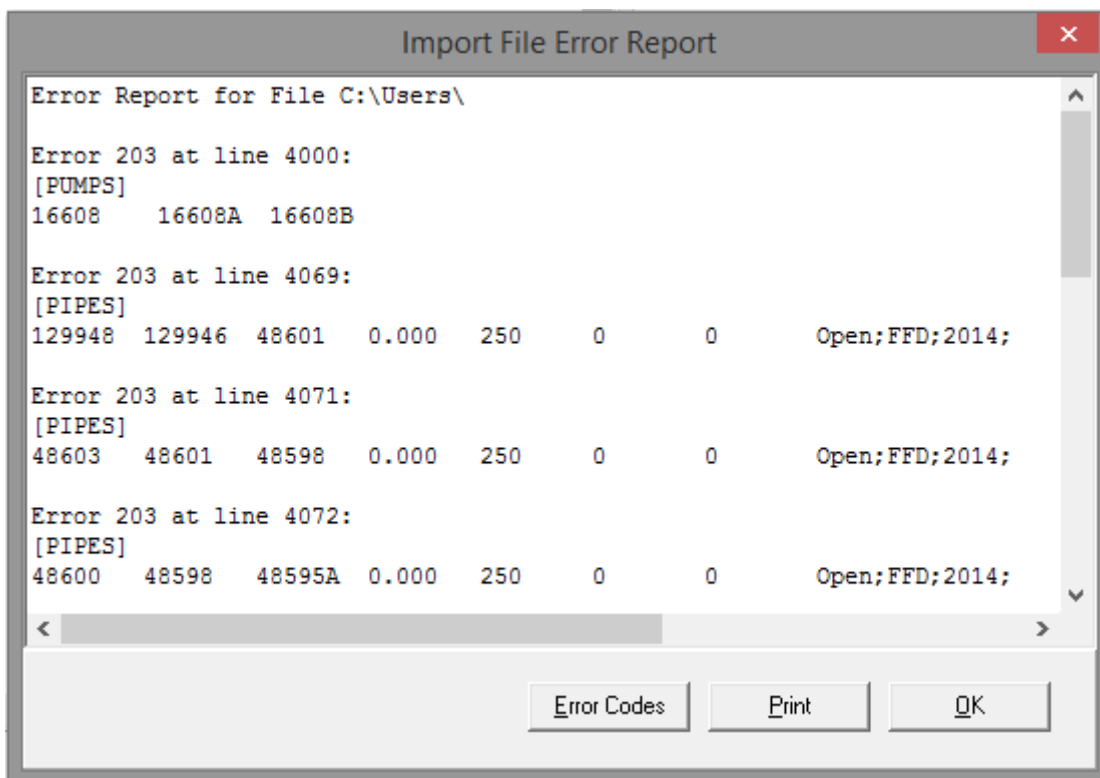 Import File Error Report
Error Report for File C:\Users\
Error 203 at line 4000:
[PUMPS]
16608 16608A 16608B
Error 203 at line 4069:
[PIPES]
129948 129946 48601 0.000 250 0 0 Open;FFD;2014;
Error 203 at line 4071:
[PIPES]
48603 48601 48598 0.000 250 0 0 Open;FFD;2014;
Error 203 at line 4072:
[PIPES]
48600 48598 48595A 0.000 250 0 0 Open;FFD;2014;
Error Codes Print OK